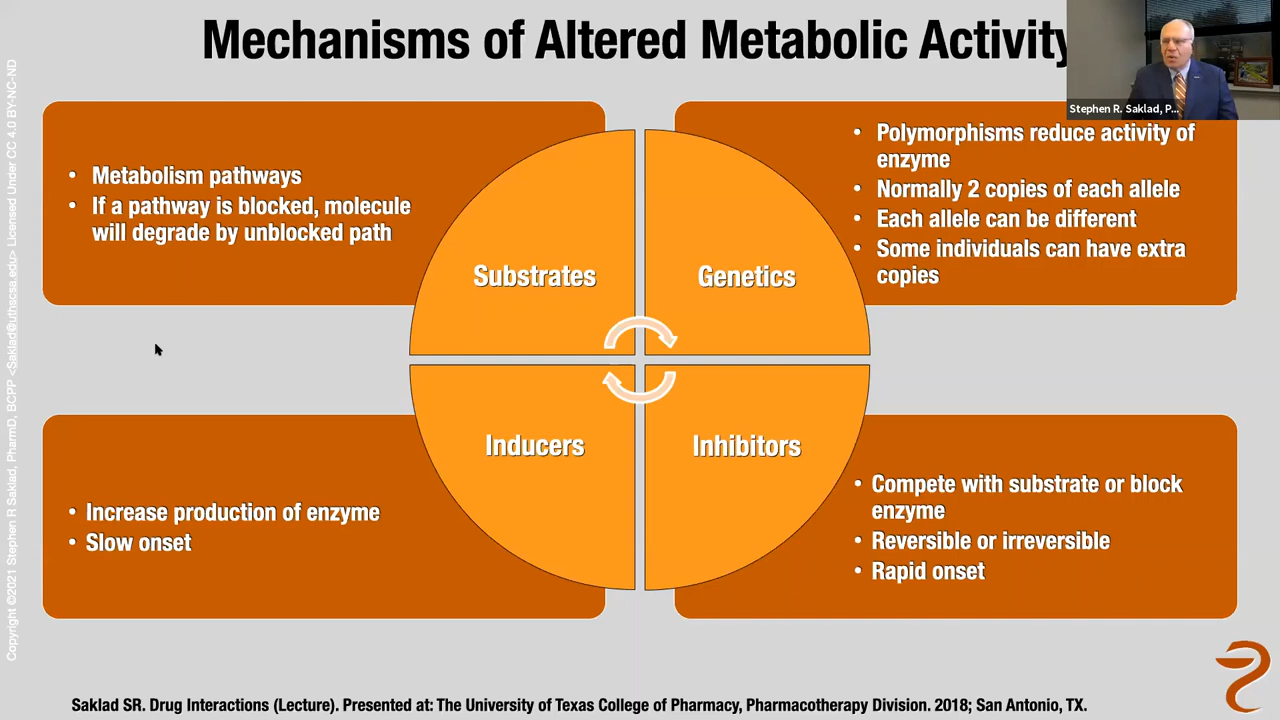 Mechanisms of Altered Metabolic Activity
Stephen R. Saklad, P...
Copyright ©2021 Stephen R Saklad, PharmD, BCPP <Saklad@uthscsa.edu> Licensed Under CC 4.0 BY-NC-ND
• Metabolism pathways
• If a pathway is blocked, molecule
will degrade by unblocked path
Substrates
Genetics
• Polymorphisms reduce activity of
enzyme
• Normally 2 copies of each allele
• Each allele can be different
• Some individuals can have extra
copies
Inducers
• Increase production of enzyme
• Slow onset
Inhibitors
• Compete with substrate or block
enzyme
• Reversible or irreversible
• Rapid onset
Saklad SR. Drug Interactions (Lecture). Presented at: The University of Texas College of Pharmacy, Pharmacotherapy Division. 2018; San Antonio, TX.